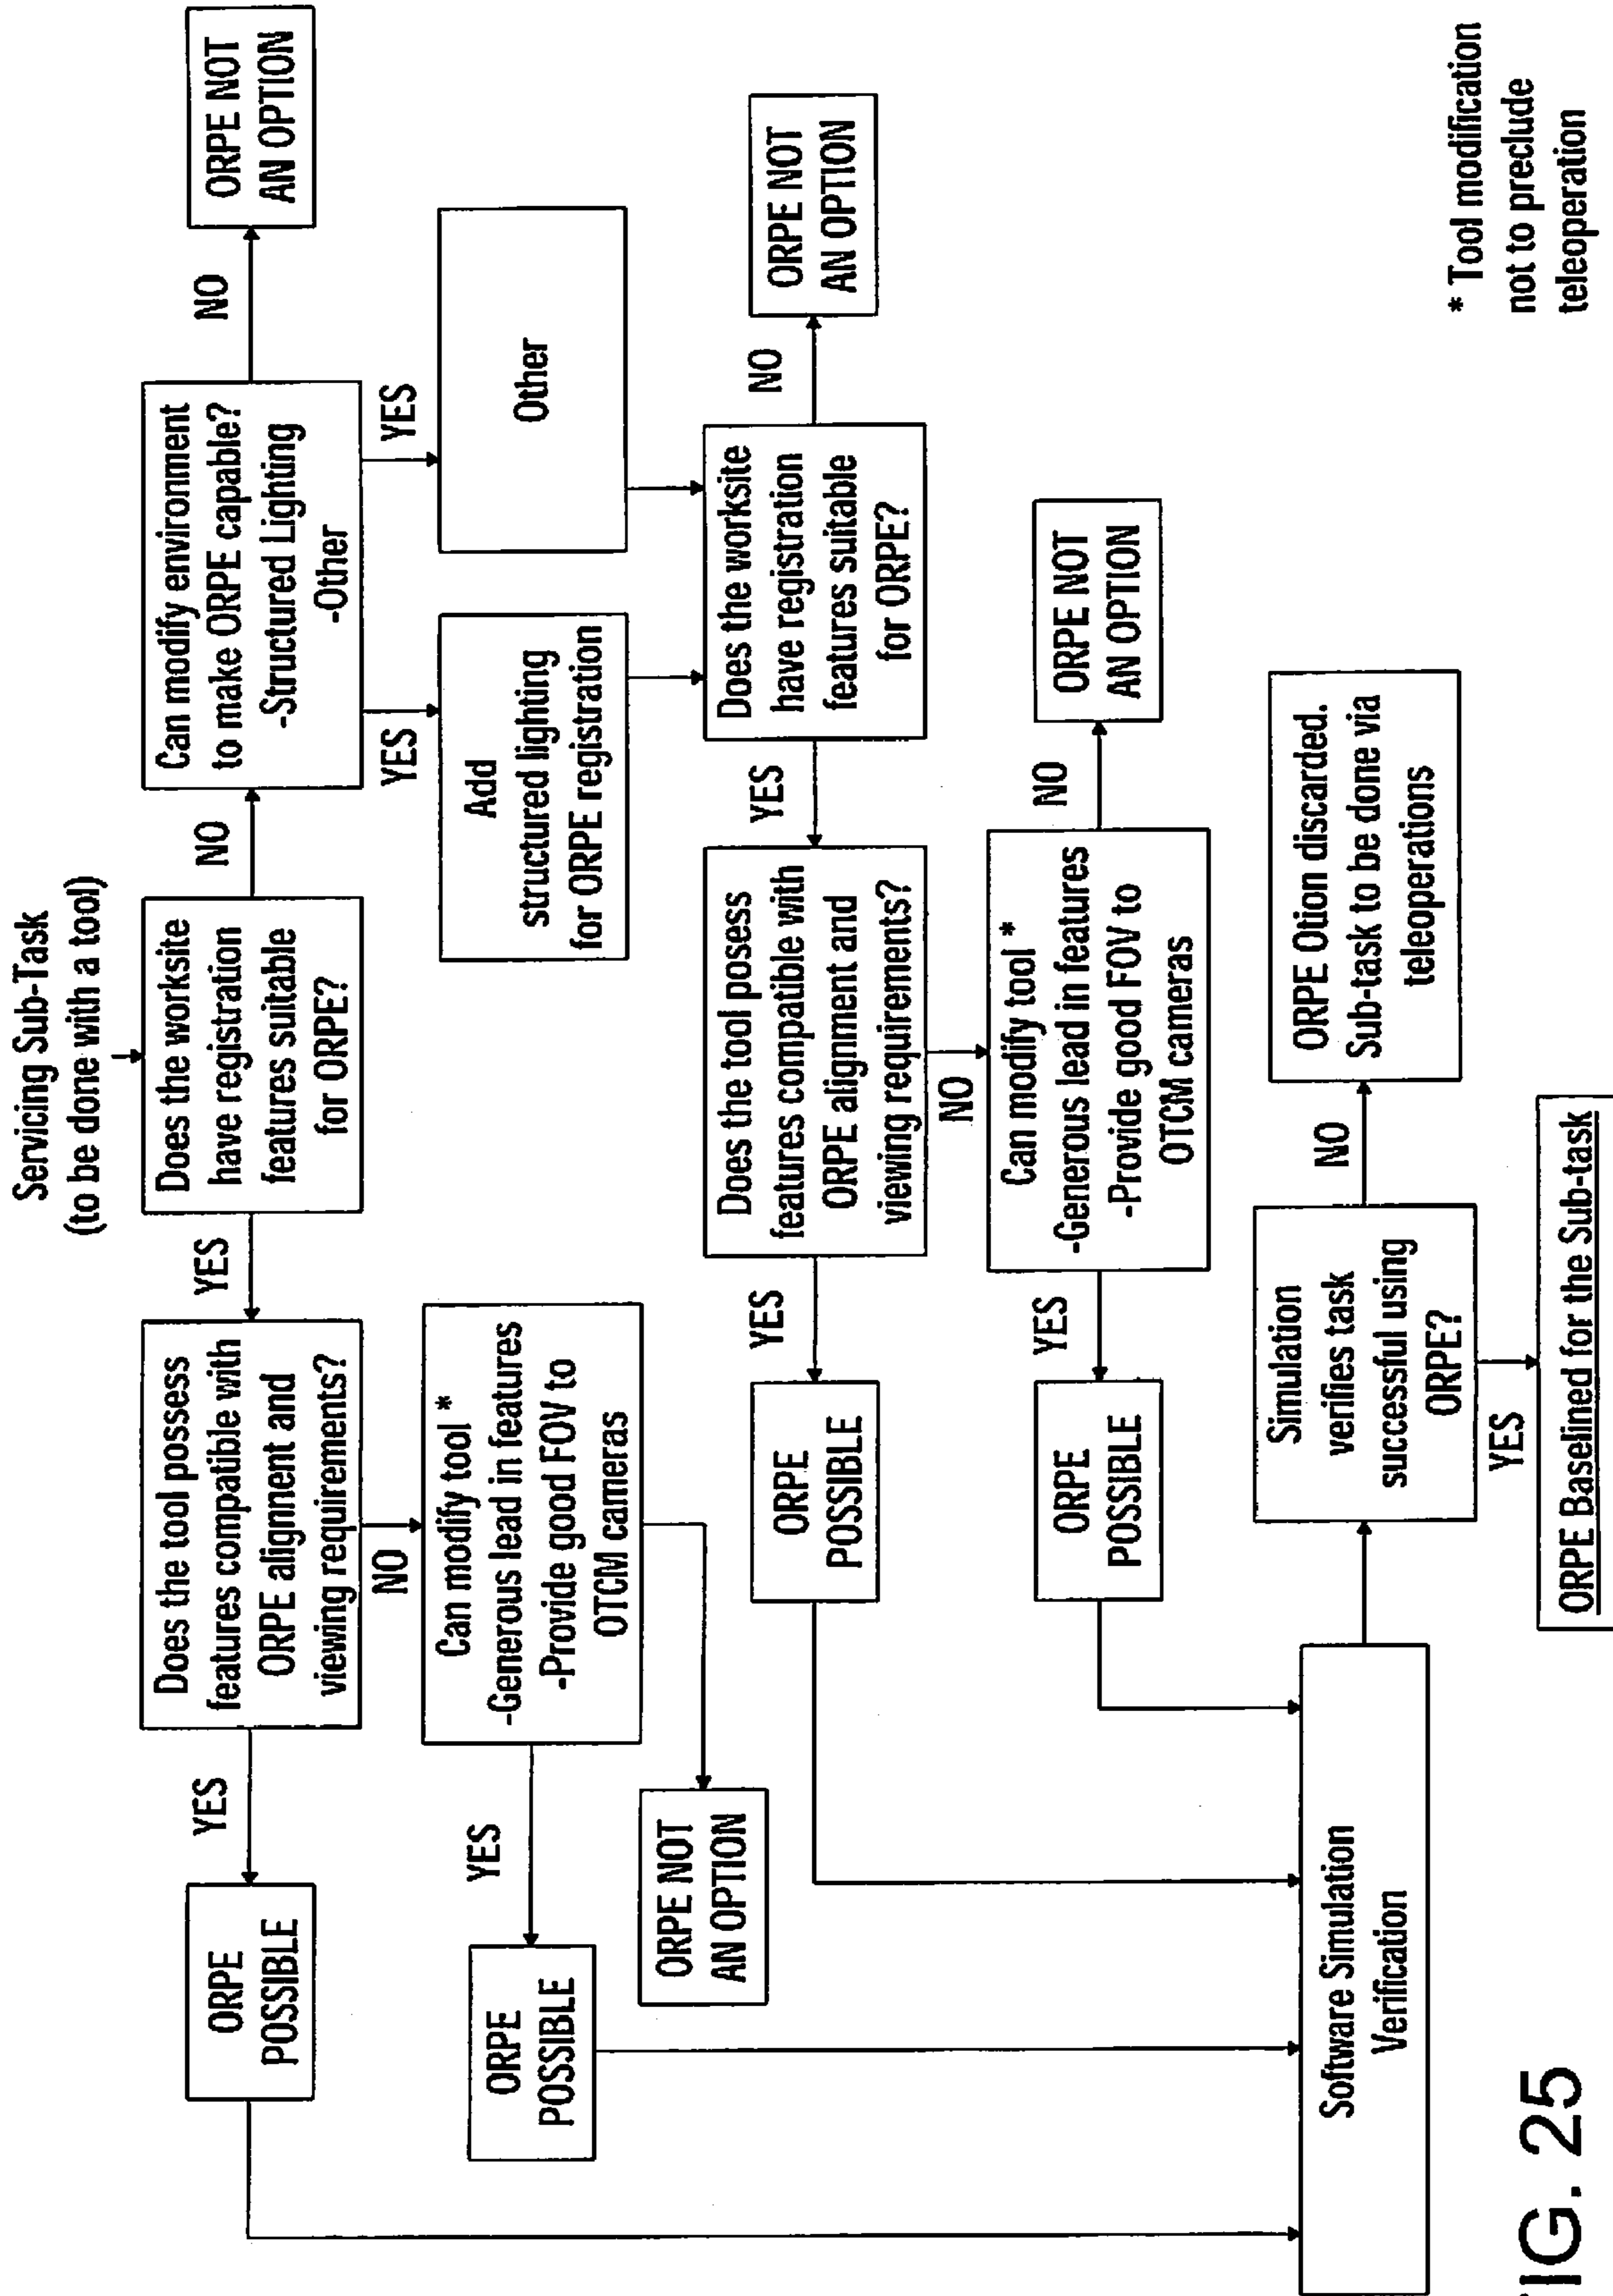 Servicing Sub-Task
(to be done with a tool)
Does the worksite
have registration
features suitable
for ORPE?
NO
Can modify environment
to make ORPE capable?
-Structured Lighting
-Other
NO
ORPE NOT
AN OPTION
YES
Add
structured lighting
for ORPE registration
YES
Other
Does the worksite
have registration
features suitable
for ORPE?
NO
ORPE NOT
AN OPTION
YES
Does the tool posess
features compatible with
ORPE alignment and
viewing requirements?
YES
ORPE
POSSIBLE
NO
Can modify tool *
-Generous lead in features
-Provide good FOV to
OTCM cameras
NO
ORPE NOT
AN OPTION
YES
ORPE
POSSIBLE
YES
Does the tool possess
features compatible with
ORPE alignment and
viewing requirements?
YES
ORPE
POSSIBLE
NO
Can modify tool *
-Generous lead in features
-Provide good FOV to
OTCM cameras
YES
ORPE
POSSIBLE
ORPE NOT
AN OPTION
Software Simulation
Verification
Simulation
verifies task
successful using
ORPE?
NO
ORPE Otion discarded.
Sub-task to be done via
teleoperations
YES
ORPE Baselined for the Sub-task
* Tool modification
not to preclude
teleoperation
FIG. 25